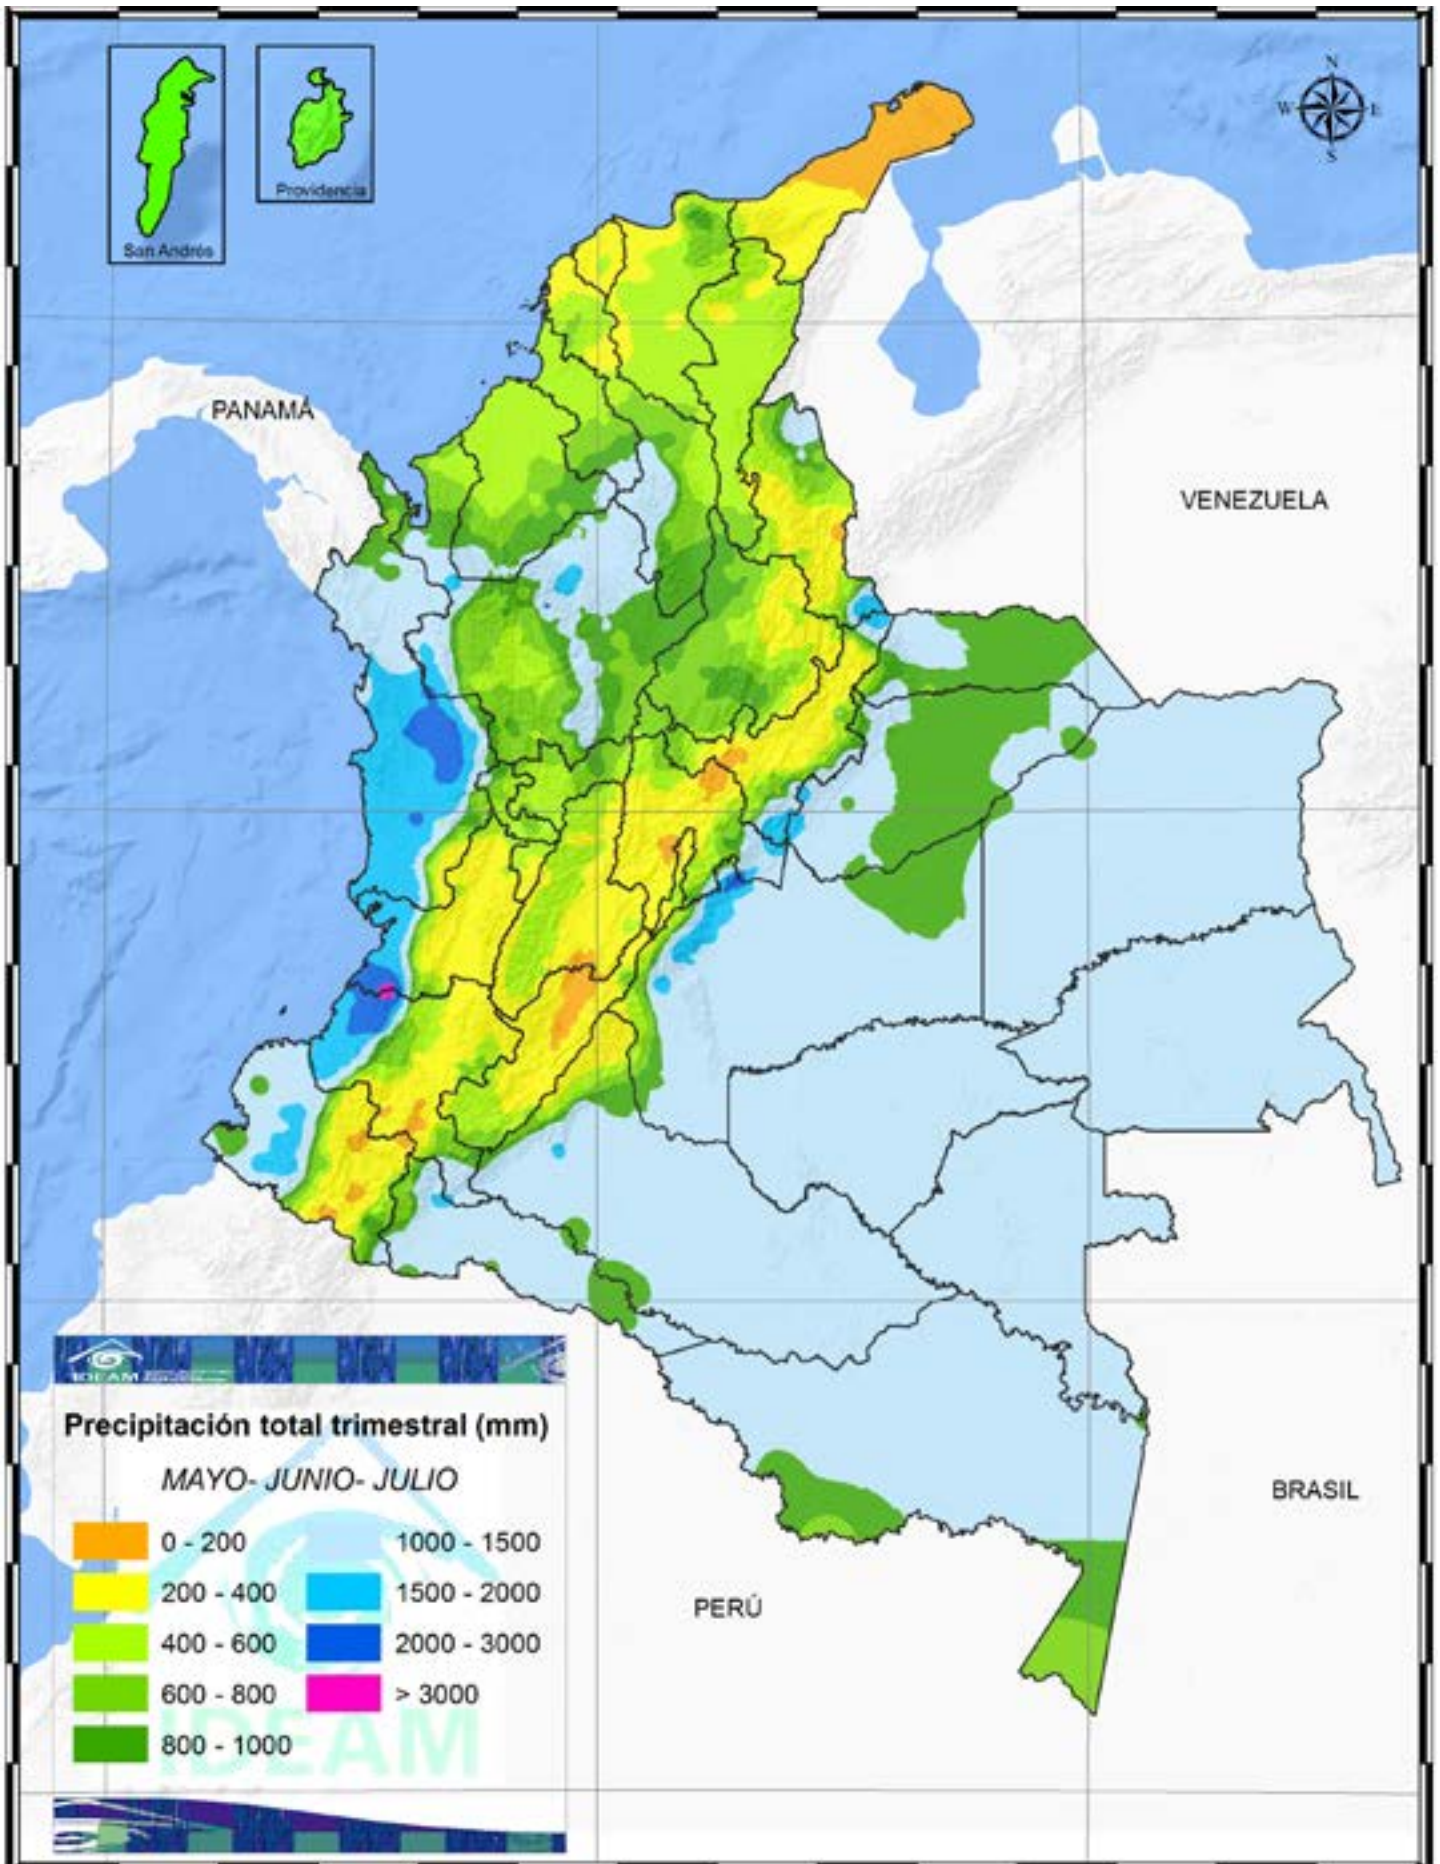 N
W E
S
Providencia
San Andrés
PANAMÁ
VENEZUELA
IDEAM
Precipitación total trimestral (mm)
MAYO- JUNIO- JULIO
0 - 200
200 - 400
400 - 600
600 - 800
800 - 1000
1000 - 1500
1500 - 2000
2000 - 3000
> 3000
IDEAM
PERÚ
BRASIL